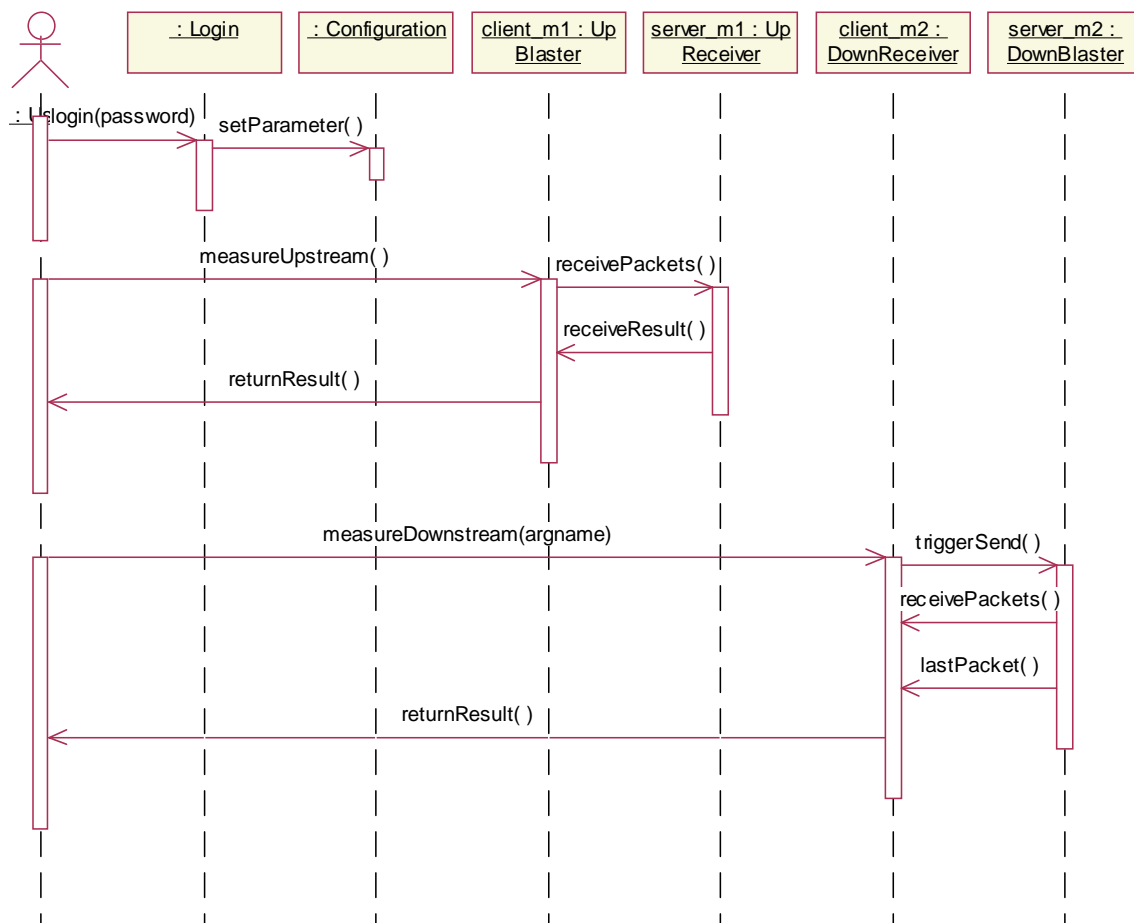 : Login
: Configuration
client_m1 : Up
Blaster
server_m1 : Up
Receiver
client_m2 :
DownReceiver
server_m2 :
DownBlaster
login(password)
setParameter( )
measureUpstream( )
receivePackets( )
receiveResult( )
returnResult( )
measureDownstream(argname)
triggerSend( )
receivePackets( )
lastPacket( )
returnResult( )